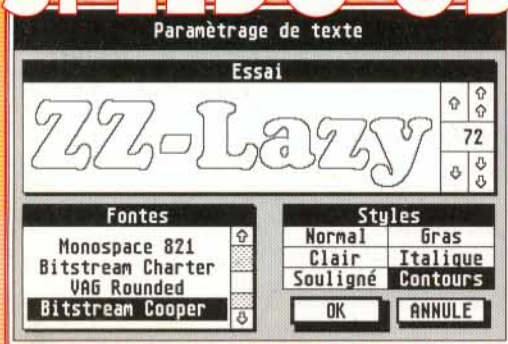 Paramètrage de texte
Essai
ZZ-Lazy
72
Fontes
Monospace 821
Bitstream Charter
VAG Rounded
Bitstream Cooper
Styles
Normal Gras
Clair Italique
Souligné Contours
OK ANNULE